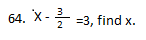 64. X - 3/2 =3, find x.